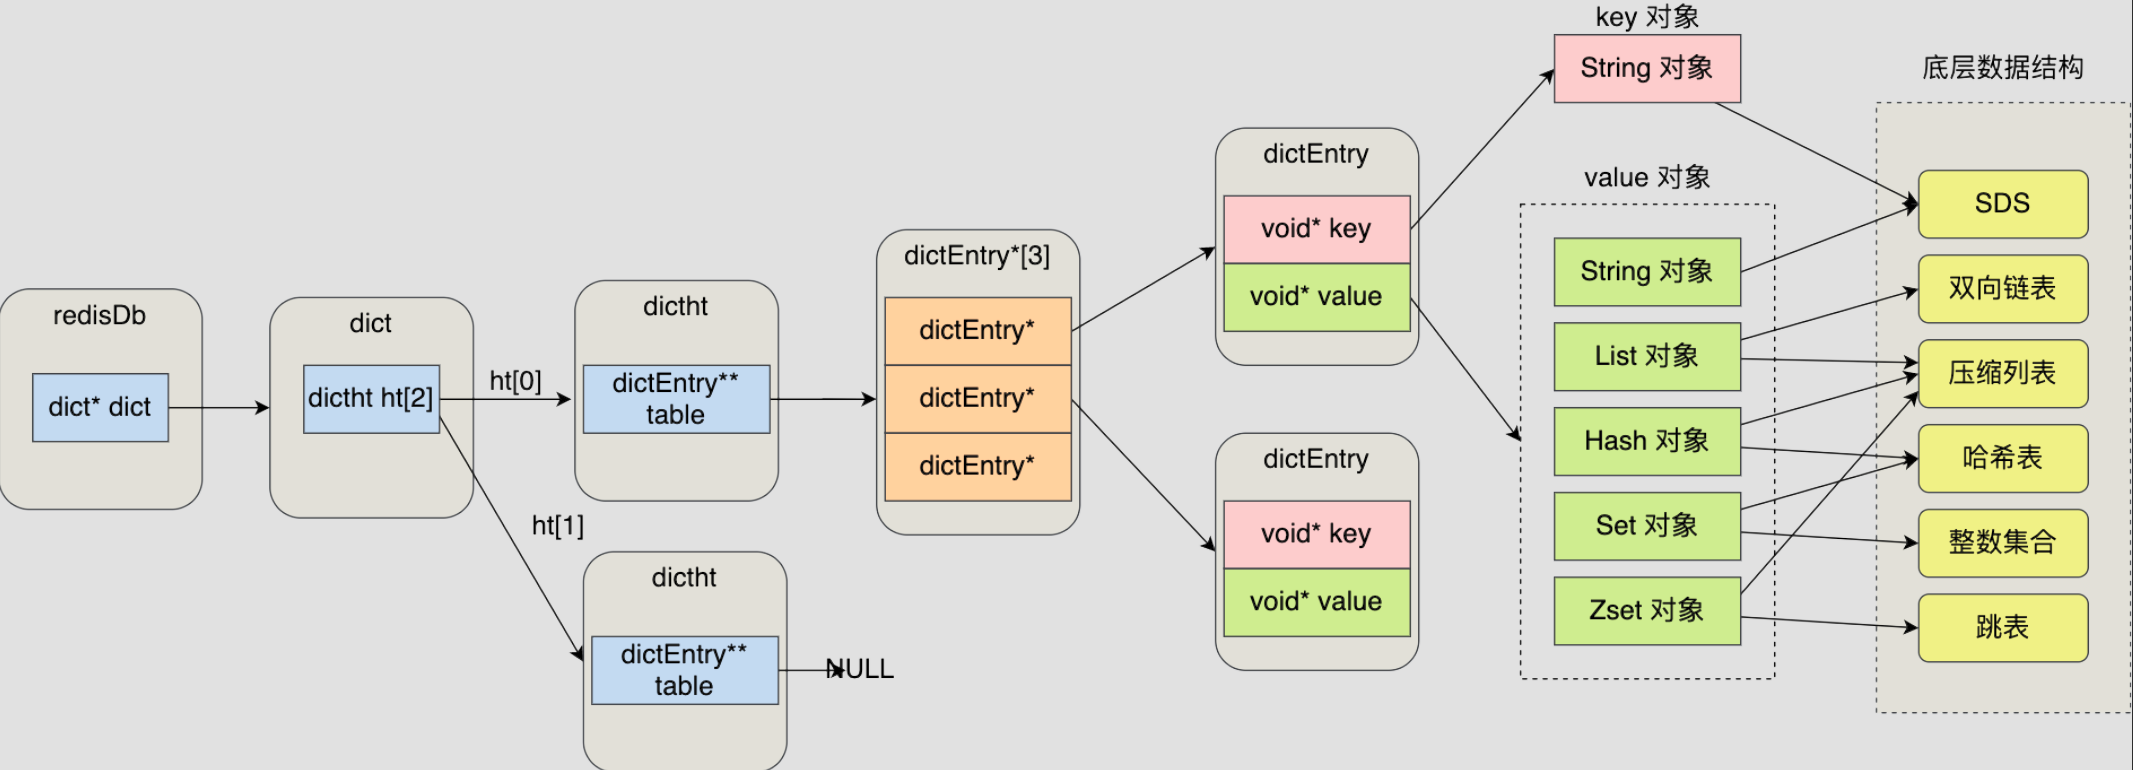 redisDb
dict* dict
dict
dictht ht[2]
ht[0]
ht[1]
dictht
dictEntry**
table
dictht
dictEntry**
table
NULL
dictEntry*[3]
dictEntry*
dictEntry*
dictEntry*
dictEntry
void* key
void* value
dictEntry
void* key
void* value
key 对象
String 对象
value 对象
String 对象
List 对象
Hash 对象
Set 对象
Zset 对象
底层数据结构
SDS
双向链表
压缩列表
哈希表
整数集合
跳表